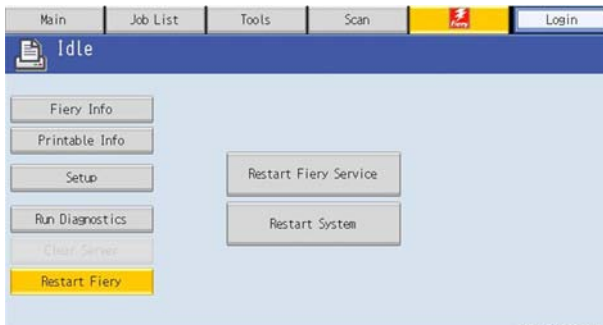 Main
Job List
Tools
Scan
Fiery
Login
Idle
Fiery Info
Printable Info
Setup
Run Diagnostics
Clear Server
Restart Fiery
Restart Fiery Service
Restart System